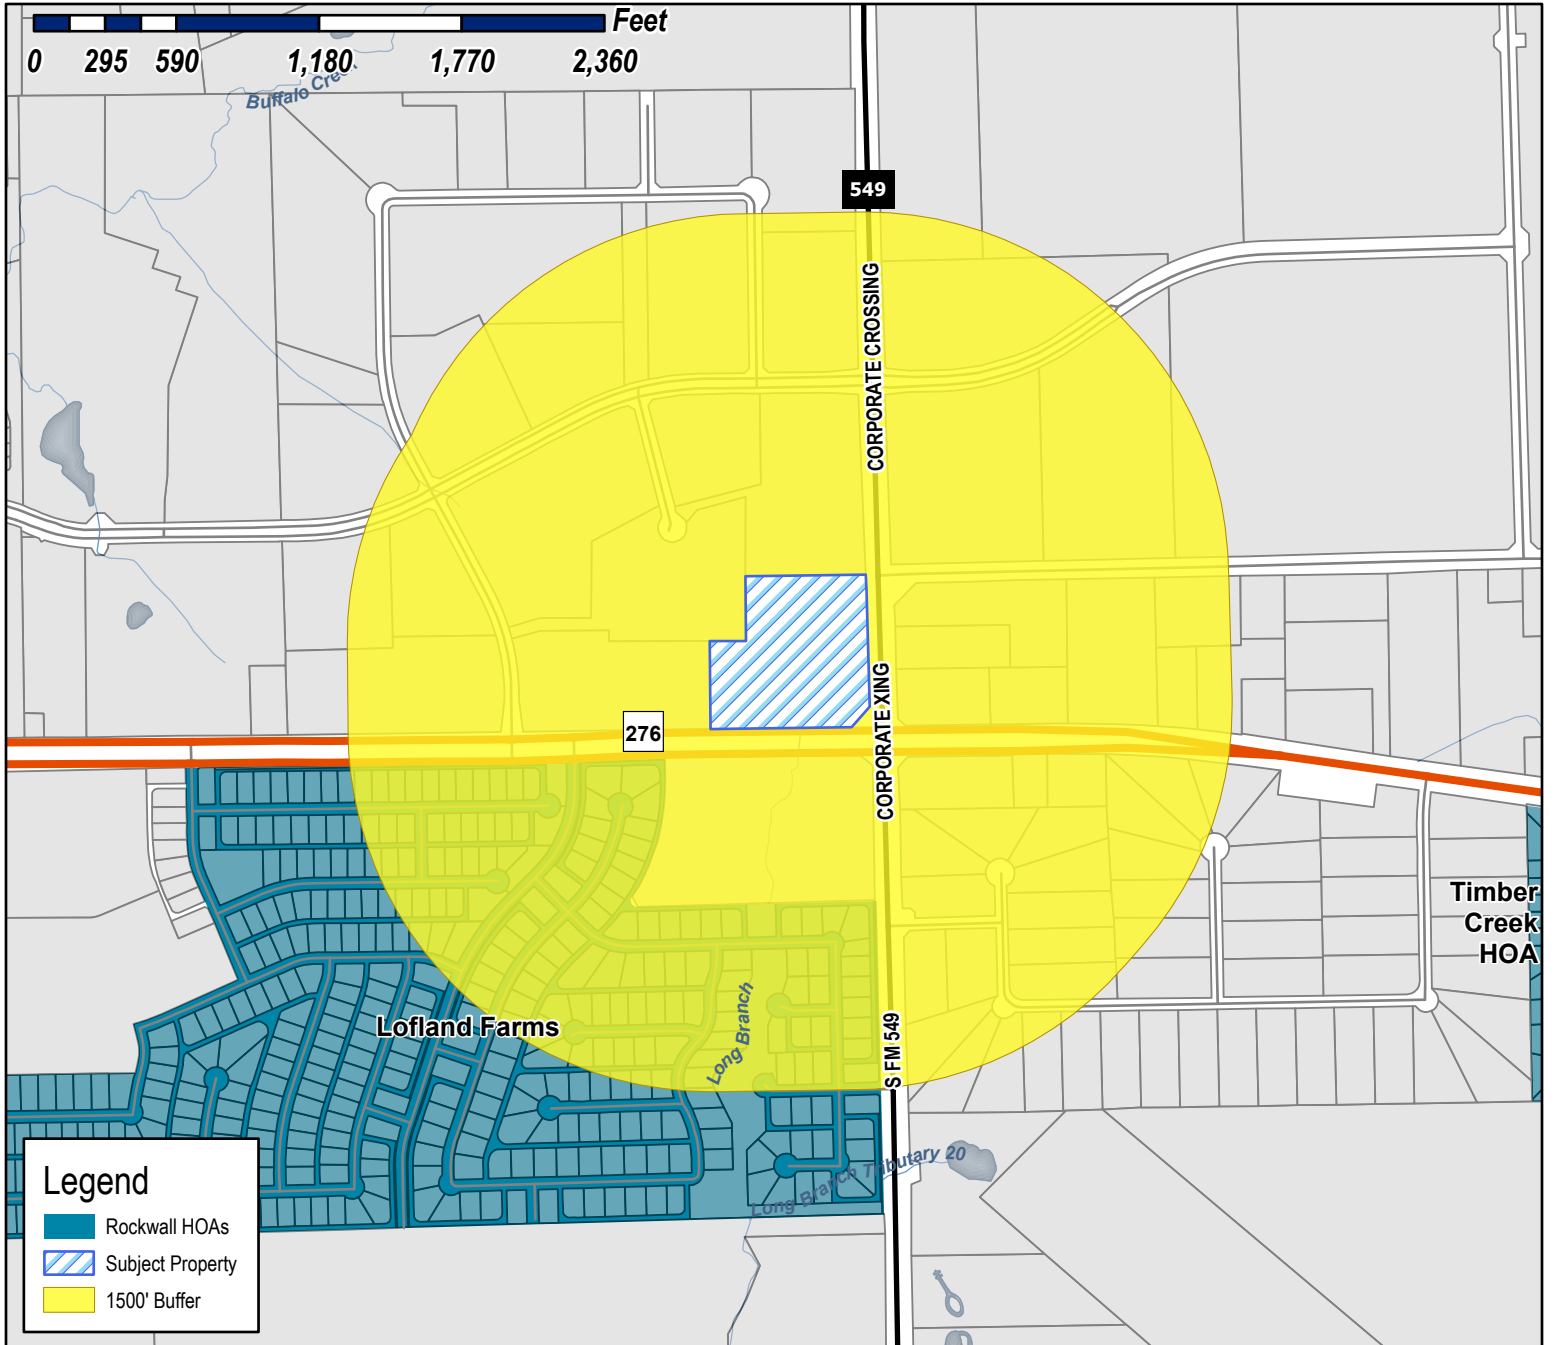 Feet
0 295 590 1,180 1,770 2,360
Buffalo Creek
549
CORPORATE CROSSING
CORPORATE XING
276
Timber
Creek
HOA
Lofland Farms
Long Branch
S FM 549
Long Branch Tributary 20
Legend
Rockwall HOAs
Subject Property
1500' Buffer